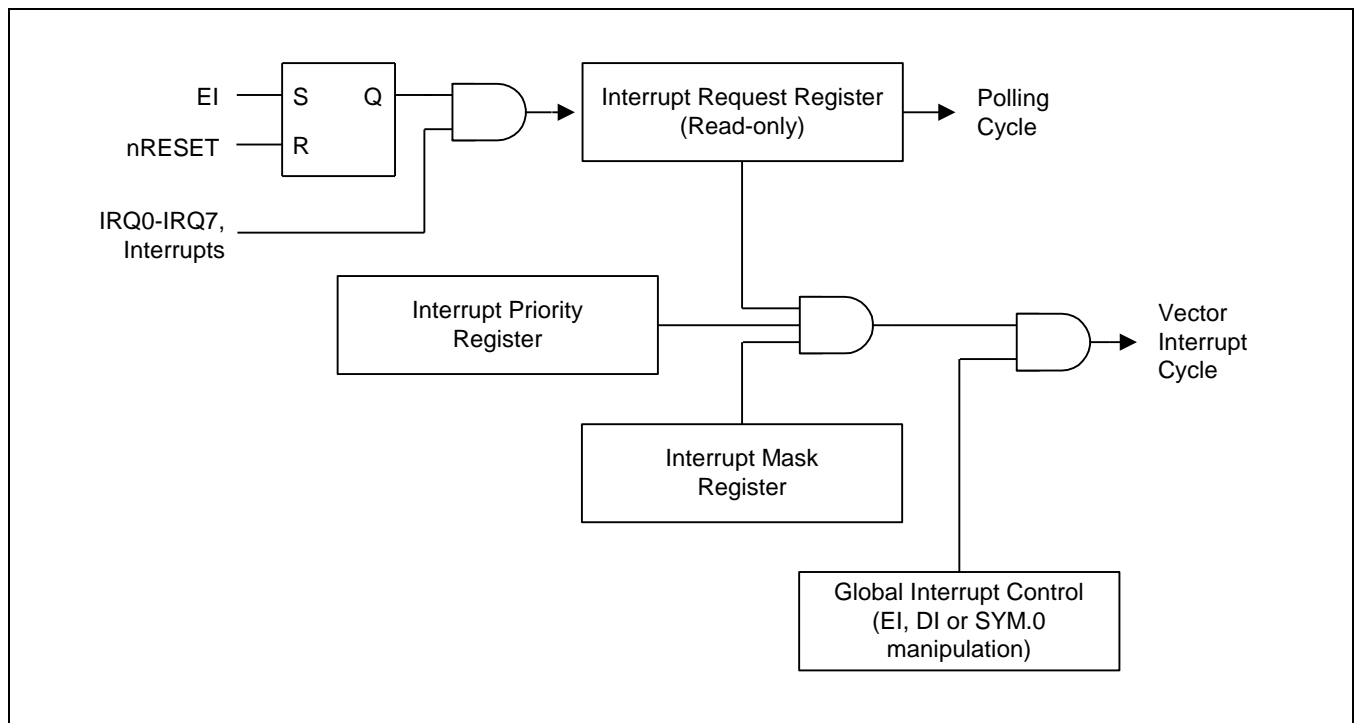 EI
S
Q
nRESET
R
IRQ0-IRQ7,
Interrupts
Interrupt Request Register
(Read-only)
Polling
Cycle
Interrupt Priority
Register
Vector
Interrupt
Cycle
Interrupt Mask
Register
Global Interrupt Control
(EI, DI or SYM.0
manipulation)